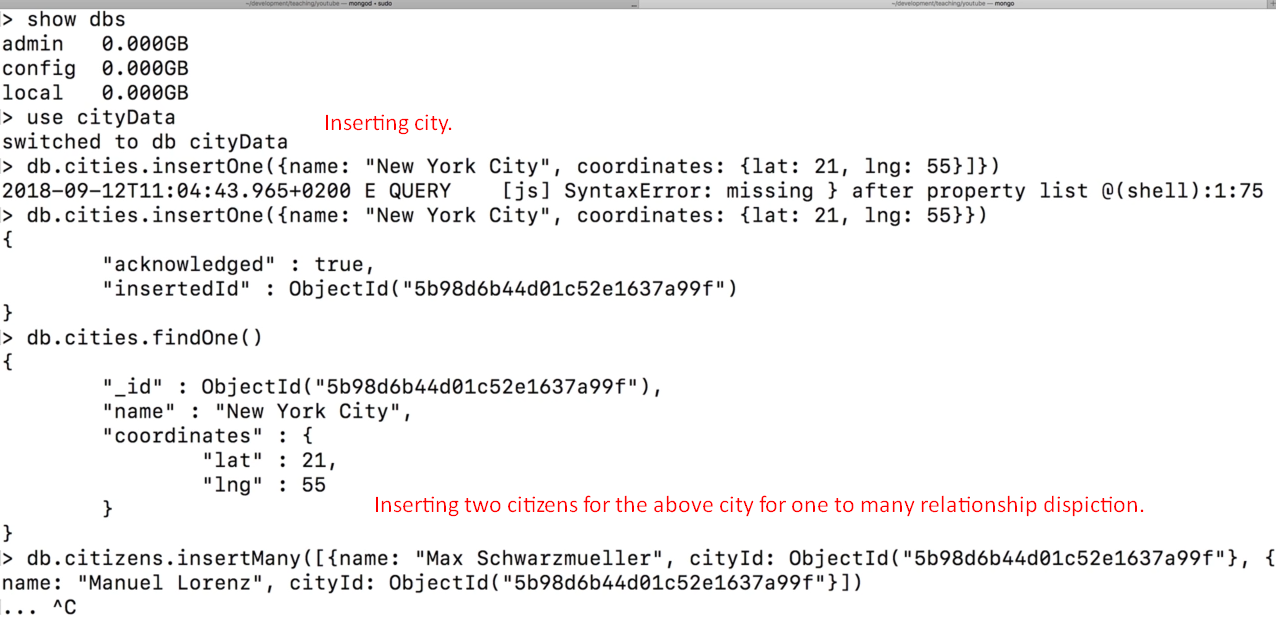 ~/development/teaching/youtube — mongod • sudo ~/development/teaching/youtube — mongo
> show dbs
admin   0.000GB
config  0.000GB
local   0.000GB
> use cityData
Inserting city.
switched to db cityData
> db.cities.insertOne({name: "New York City", coordinates: {lat: 21, lng: 55}]})
2018-09-12T11:04:43.965+0200 E QUERY    [js] SyntaxError: missing } after property list @(shell):1:75
> db.cities.insertOne({name: "New York City", coordinates: {lat: 21, lng: 55}})
{
        "acknowledged" : true,
        "insertedId" : ObjectId("5b98d6b44d01c52e1637a99f")
}
> db.cities.findOne()
{
        "_id" : ObjectId("5b98d6b44d01c52e1637a99f"),
        "name" : "New York City",
        "coordinates" : {
                "lat" : 21,
                "lng" : 55
        }
Inserting two citizens for the above city for one to many relationship dispiction.
}
> db.citizens.insertMany([{name: "Max Schwarzmueller", cityId: ObjectId("5b98d6b44d01c52e1637a99f"}, {
name: "Manuel Lorenz", cityId: ObjectId("5b98d6b44d01c52e1637a99f"}])
... ^C